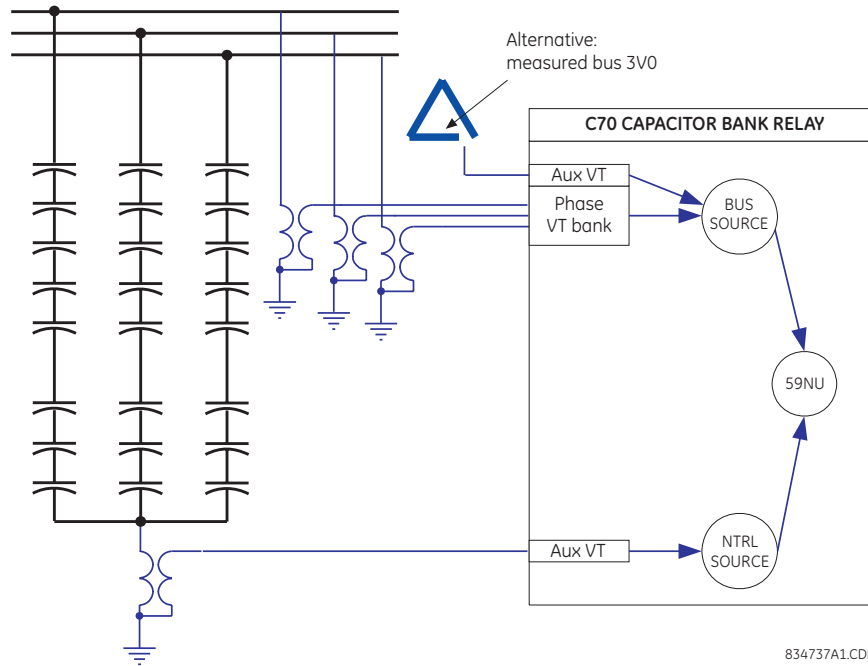 Alternative:
measured bus 3V0
C70 CAPACITOR BANK RELAY
Aux VT
Phase
VT bank
BUS
SOURCE
59NU
Aux VT
NTRL
SOURCE
834737A1.CD